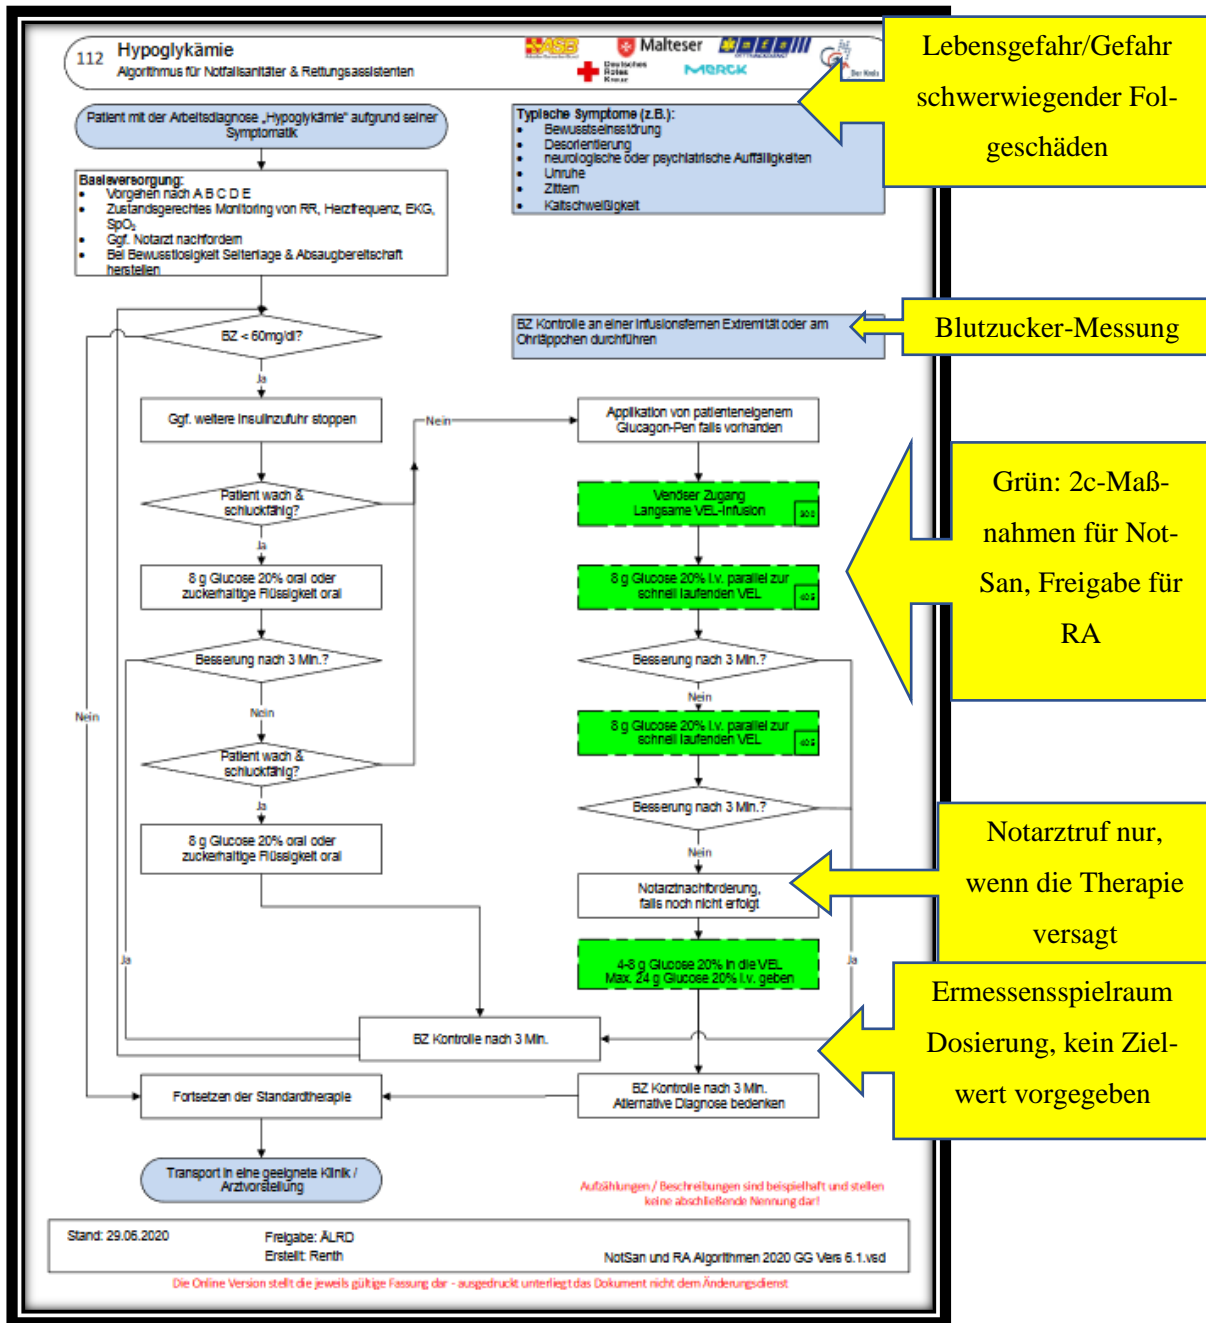 112 Hypoglykämie
Algorithmus für Notfallsanitäter & Rettungsassistenten
ASB
Malteser
Deutsches
Rotes
Kreuz
MERCK
Der Kreis
Lebensgefahr/Gefahr
schwerwiegender Fol-
geschäden
Patient mit der Arbeitsdiagnose „Hypoglykämie“ aufgrund seiner
Symptomatik
Typische Symptome (z.B.):
• Bewusstseinsstörung
• Desorientierung
• neurologische oder psychiatrische Auffälligkeiten
• Unruhe
• Zittern
• Kaltschweißigkeit
Basisversorgung:
• Vorgehen nach A B C D E
• Zustandsgerechtes Monitoring von RR, Herzfrequenz, EKG,
SpO₂
• Ggf. Notarzt nachfordern
• Bei Bewusstlosigkeit Seitenlage & Absaugbereitschaft
herstellen
BZ < 60mg/dl?
BZ Kontrolle an einer infusionsfernen Extremität oder am
Ohrläppchen durchführen
Blutzucker-Messung
Ja
Ggf. weitere Insulinzufuhr stoppen
Nein
Applikation von patienteneigenem
Glucagon-Pen falls vorhanden
Patient wach &
schluckfähig?
Venöser Zugang
Langsame VEL-Infusion
Grün: 2c-Maß-
nahmen für Not-
San, Freigabe für
RA
Ja
8 g Glucose 20% oral oder
zuckerhaltige Flüssigkeit oral
8 g Glucose 20% i.v. parallel zur
schnell laufenden VEL
Besserung nach 3 Min.?
Besserung nach 3 Min.?
Nein
Nein
Nein
8 g Glucose 20% i.v. parallel zur
schnell laufenden VEL
Patient wach &
schluckfähig?
Ja
Besserung nach 3 Min.?
8 g Glucose 20% oral oder
zuckerhaltige Flüssigkeit oral
Nein
Notarztnachforderung,
falls noch nicht erfolgt
Notarztruf nur,
wenn die Therapie
versagt
Ja
Ja
4-8 g Glucose 20% in die VEL
Max. 24 g Glucose 20% i.v. geben
BZ Kontrolle nach 3 Min.
Ermessensspielraum
Dosierung, kein Ziel-
wert vorgegeben
Fortsetzen der Standardtherapie
BZ Kontrolle nach 3 Min.
Alternative Diagnose bedenken
Transport in eine geeignete Klinik /
Arztvorstellung
Aufzählungen / Beschreibungen sind beispielhaft und stellen
keine abschließende Nennung dar!
Stand: 29.06.2020
Freigabe: ÄLRD
Erstellt: Renth
NotSan und RA Algorithmen 2020 GG Vers 6.1.vsd
Die Online Version stellt die jeweils gültige Fassung dar - ausgedruckt unterliegt das Dokument nicht dem Änderungsdienst